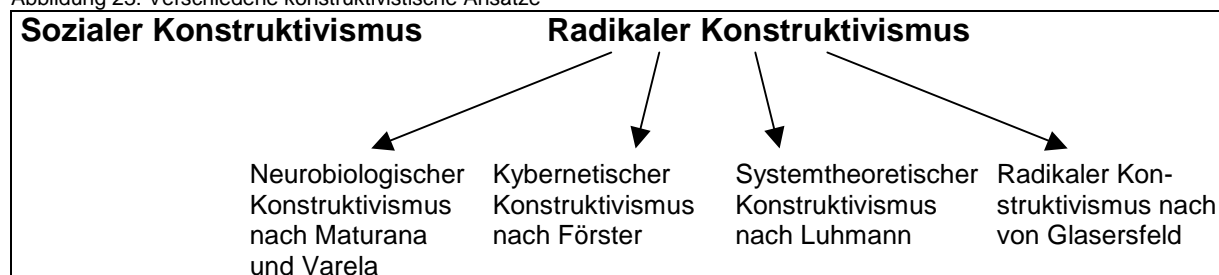 Abbildung 23: Verschiedene konstruktivistische Ansätze
Sozialer Konstruktivismus Radikaler Konstruktivismus
Neurobiologischer
Konstruktivismus
nach Maturana
und Varela
Kybernetischer
Konstruktivismus
nach Förster
Systemtheoretischer
Konstruktivismus
nach Luhmann
Radikaler Kon-
struktivismus nach
von Glasersfeld